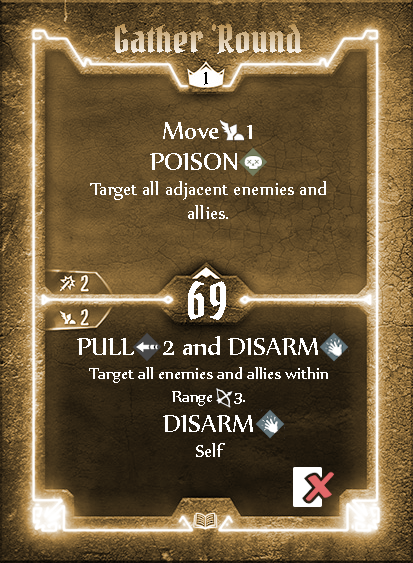 Gather Round
1
Move 1
POISON
Target all adjacent enemies and
allies.
2
69
2
PULL 2 and DISARM
Target all enemies and allies within
Range 3.
DISARM
Self